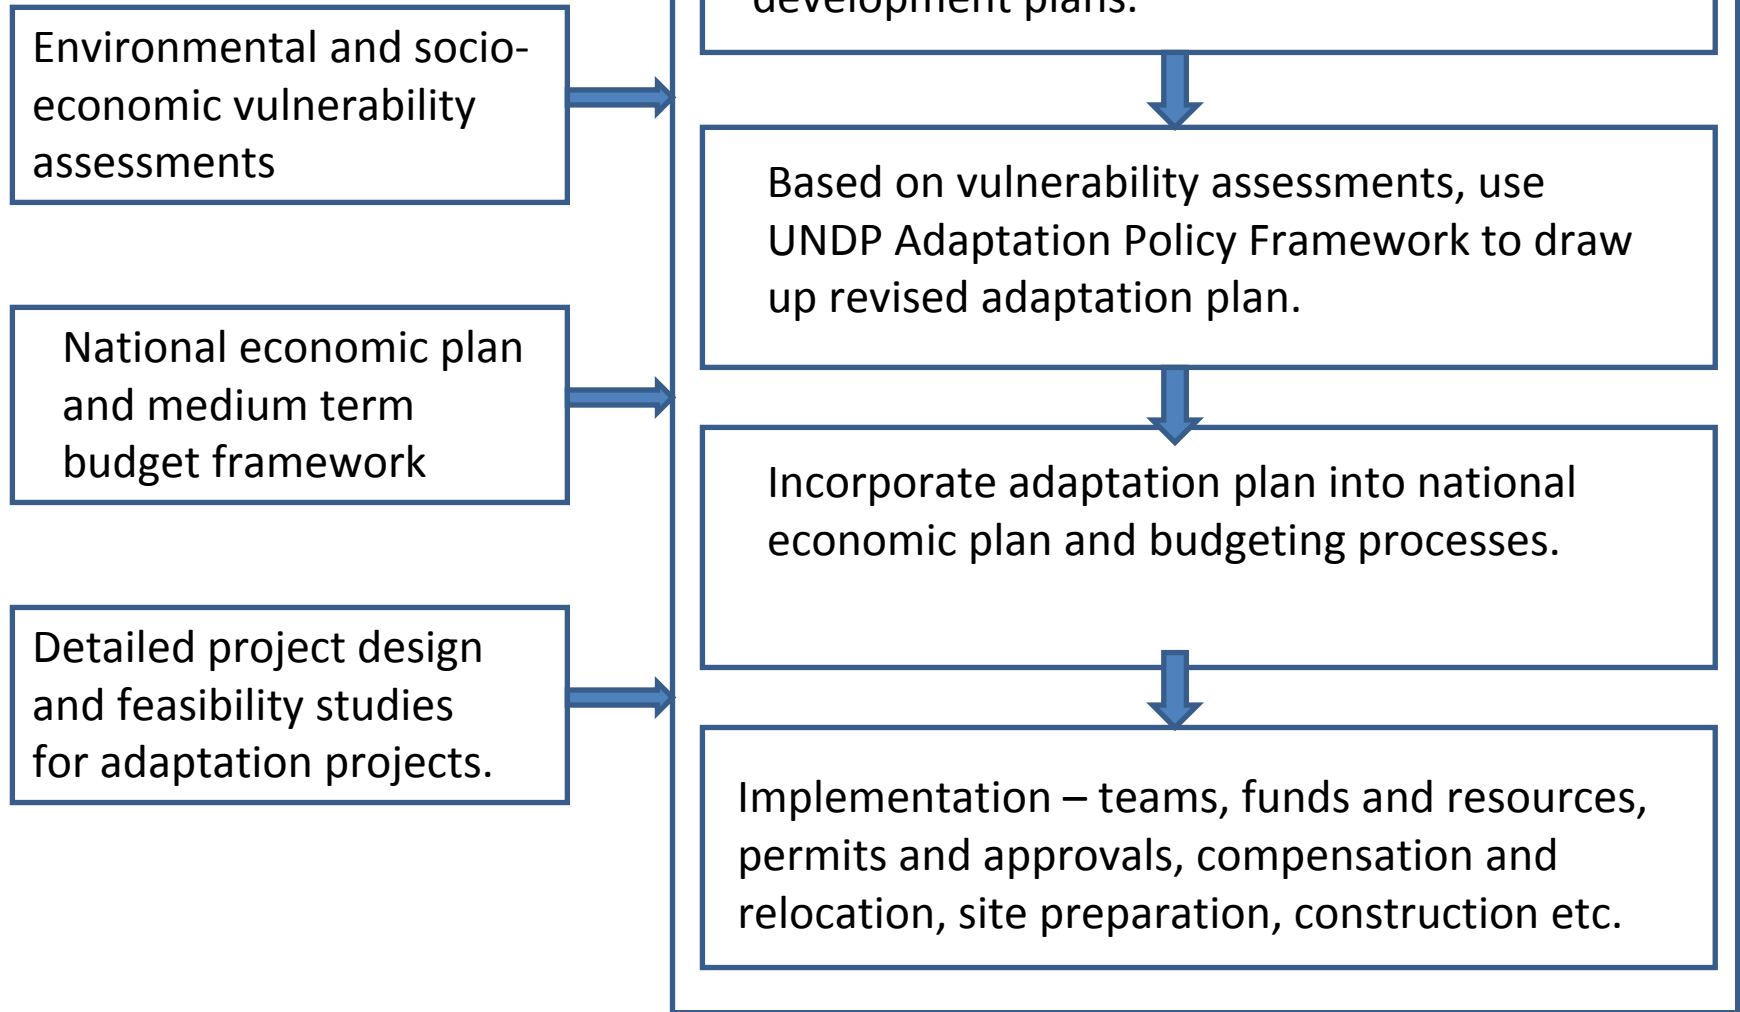 development plans.
Environmental and socio-
economic vulnerability
assessments
Based on vulnerability assessments, use
UNDP Adaptation Policy Framework to draw
up revised adaptation plan.
National economic plan
and medium term
budget framework
Incorporate adaptation plan into national
economic plan and budgeting processes.
Detailed project design
and feasibility studies
for adaptation projects.
Implementation – teams, funds and resources,
permits and approvals, compensation and
relocation, site preparation, construction etc.